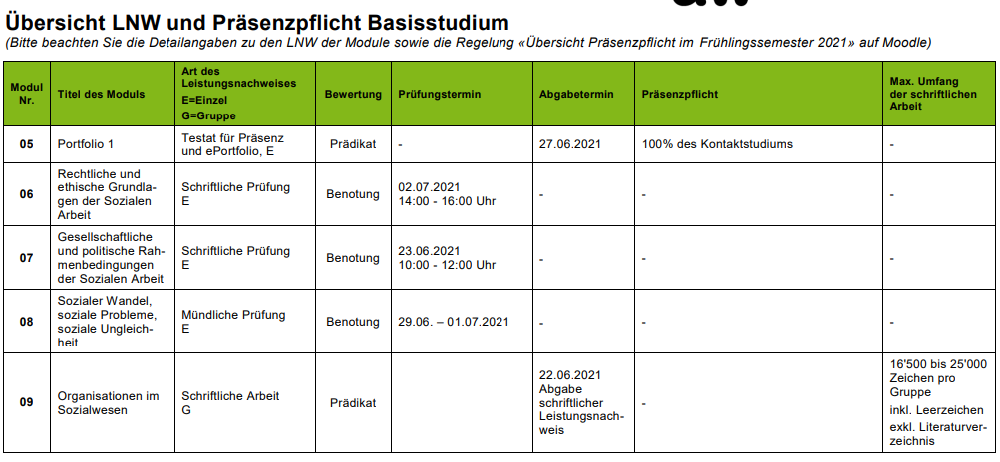 Übersicht LNW und Präsenzpflicht Basisstudium
(Bitte beachten Sie die Detailangaben zu den LNW der Module sowie die Regelung «Übersicht Präsenzpflicht im Frühlingssemester 2021» auf Moodle)
Modul
Nr.
Titel des Moduls
Art des
Leistungsnachweises
E=Einzel
G=Gruppe
Bewertung
Prüfungstermin
Abgabetermin
Präsenzpflicht
Max. Umfang
der schriftlichen
Arbeit
05
Portfolio 1
Testat für Präsenz
und ePortfolio, E
Prädikat
-
27.06.2021
100% des Kontaktstudiums
-
06
Rechtliche und
ethische Grundla-
gen der Sozialen
Arbeit
Schriftliche Prüfung
E
Benotung
02.07.2021
14:00 - 16:00 Uhr
-
-
-
07
Gesellschaftliche
und politische Rah-
menbedingungen
der Sozialen Arbeit
Schriftliche Prüfung
E
Benotung
23.06.2021
10:00 - 12:00 Uhr
-
-
-
08
Sozialer Wandel,
soziale Probleme,
soziale Ungleich-
heit
Mündliche Prüfung
E
Benotung
29.06. – 01.07.2021
-
-
-
09
Organisationen im
Sozialwesen
Schriftliche Arbeit
G
Prädikat
22.06.2021
Abgabe
schriftlicher
Leistungsnach-
weis
-
16'500 bis 25'000
Zeichen pro
Gruppe
inkl. Leerzeichen
exkl. Literaturver-
zeichnis